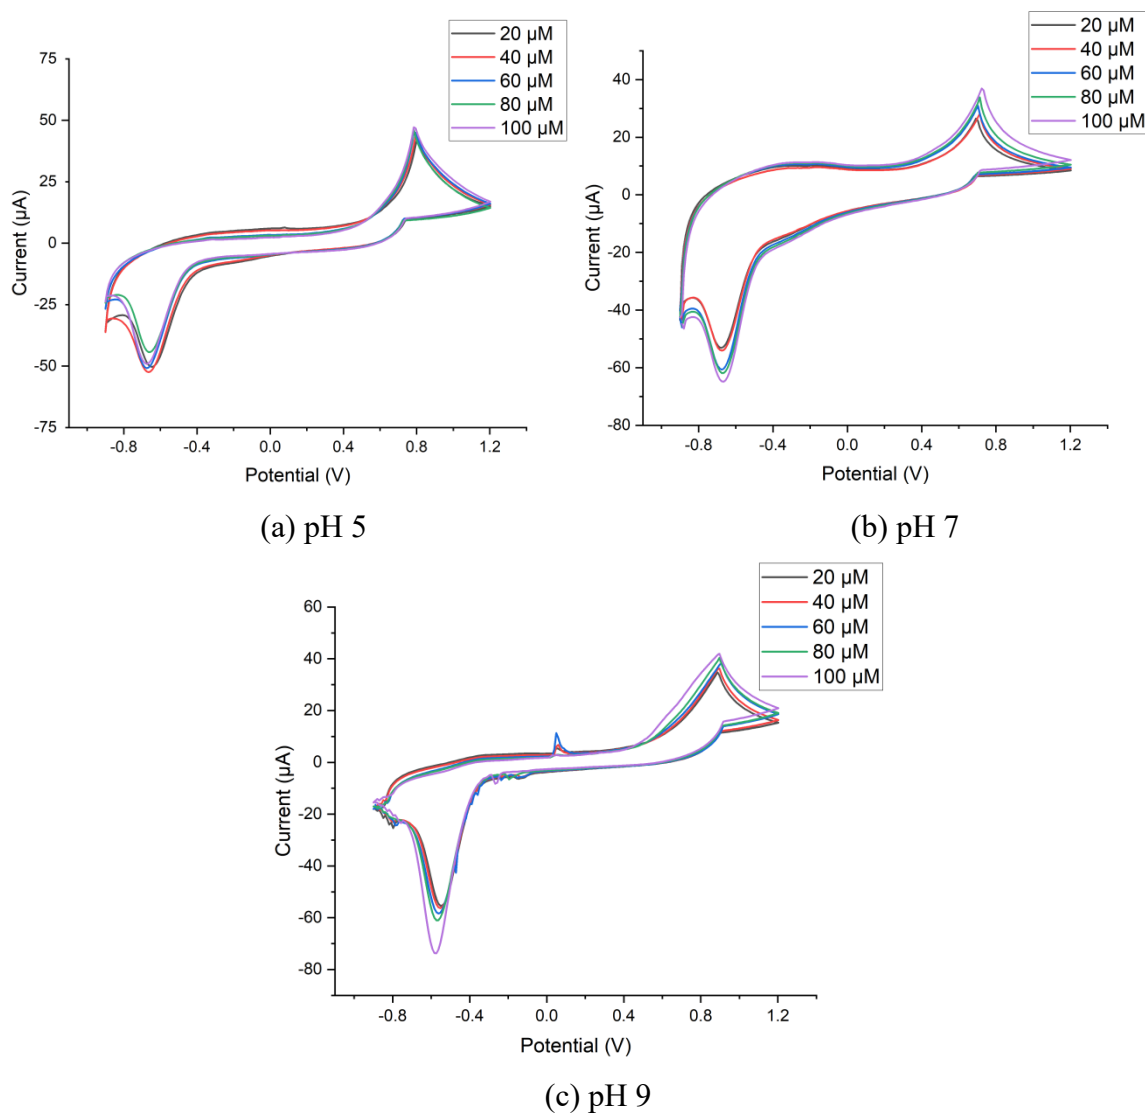 20 µM
40 µM
60 µM
80 µM
100 µM
75
50
25
0
-25
-50
-75
Current (µA)
-0.8 -0.4 0.0 0.4 0.8 1.2
Potential (V)
(a) pH 5
20 µM
40 µM
60 µM
80 µM
100 µM
40
20
0
-20
-40
-60
-80
Current (µA)
-0.8 -0.4 0.0 0.4 0.8 1.2
Potential (V)
(b) pH 7
20 µM
40 µM
60 µM
80 µM
100 µM
60
40
20
0
-20
-40
-60
-80
Current (µA)
-0.8 -0.4 0.0 0.4 0.8 1.2
Potential (V)
(c) pH 9